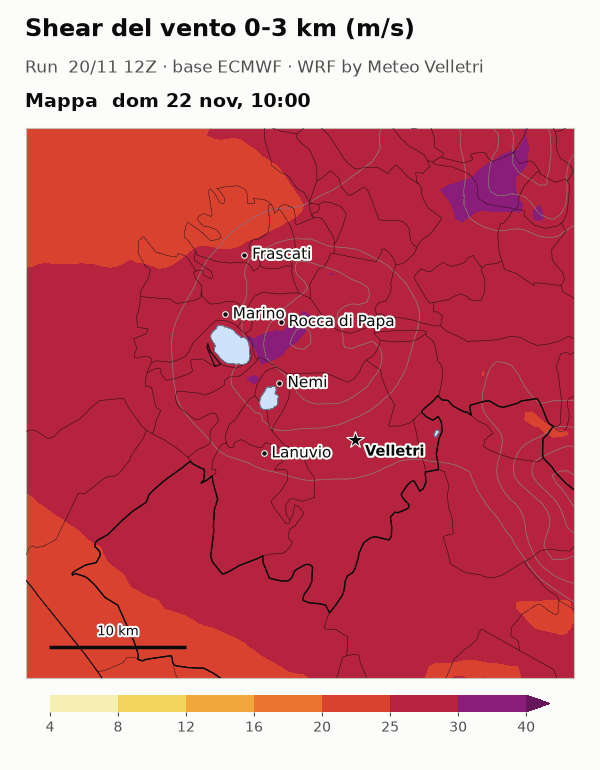 Shear del vento 0-3 km (m/s)
Run  20/11 12Z · base ECMWF · WRF by Meteo Velletri
Mappa  dom 22 nov, 10:00
Frascati
Marino
Rocca di Papa
Nemi
Velletri
Lanuvio
10 km
4 8 12 16 20 25 30 40